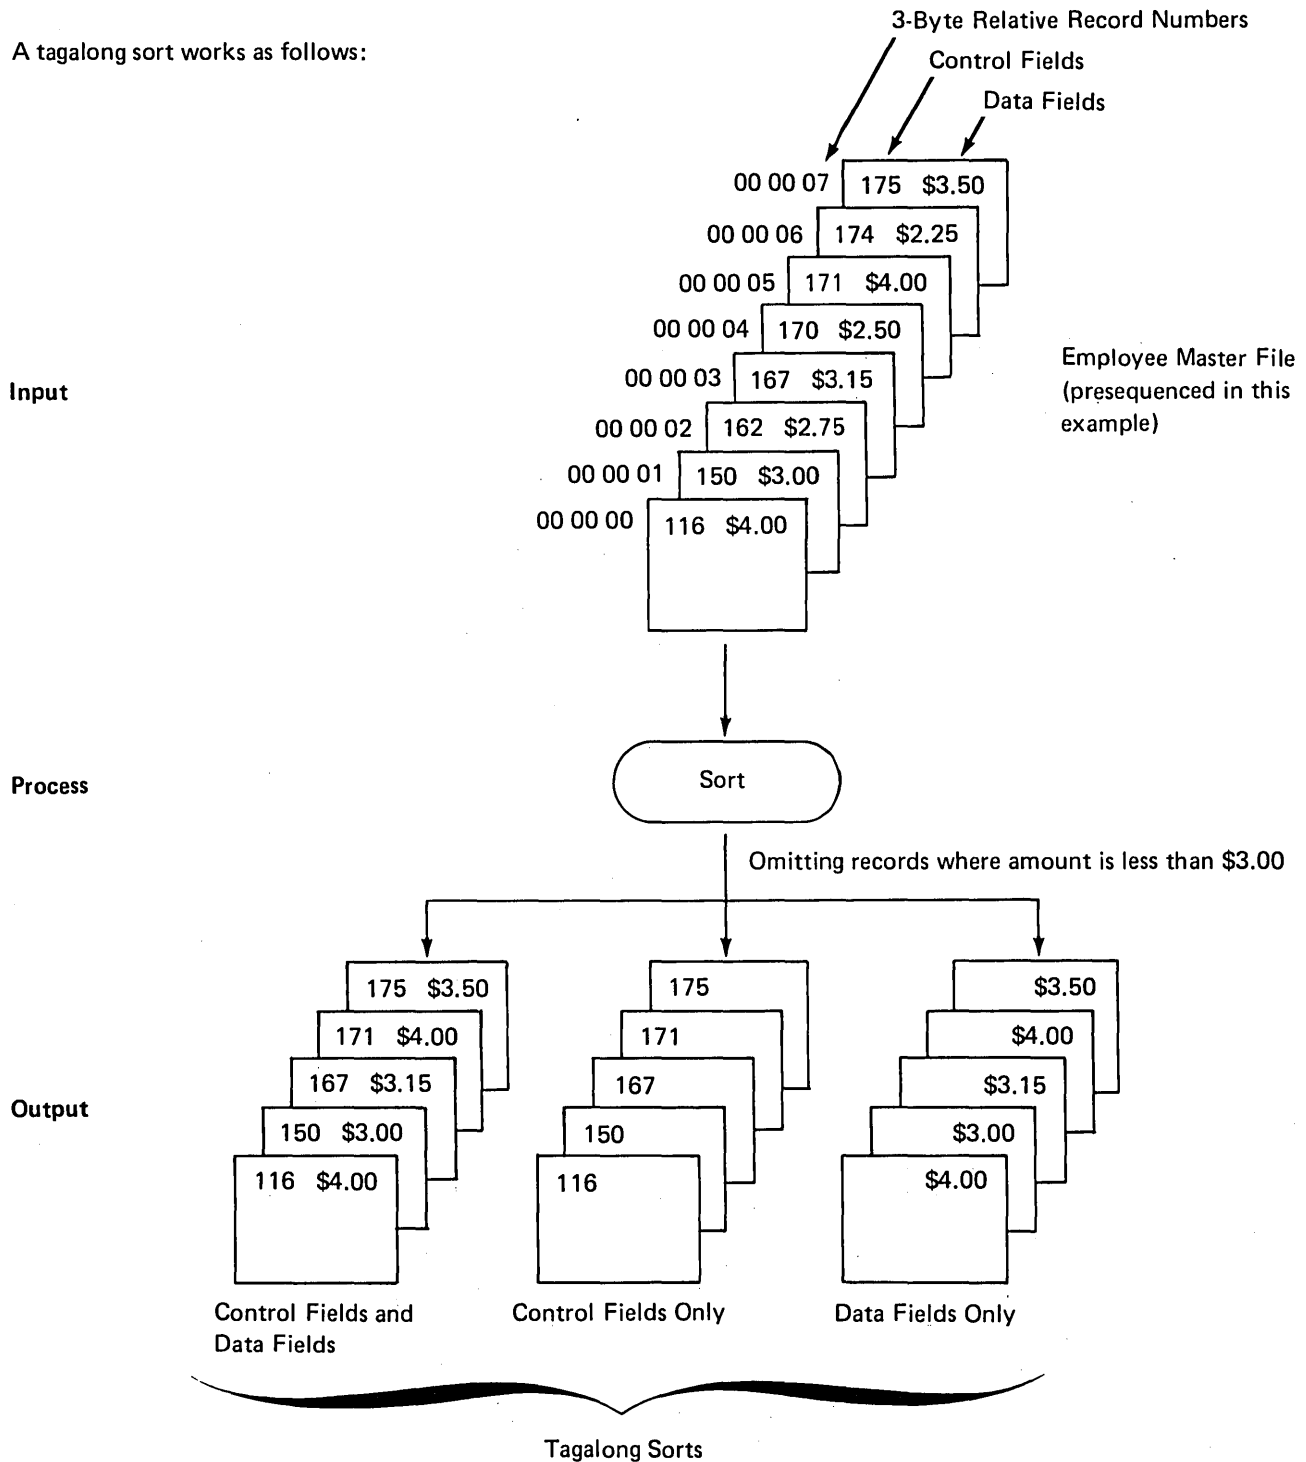 A tagalong sort works as follows:
3-Byte Relative Record Numbers
Control Fields
Data Fields
00 00 07 175 $3.50
00 00 06 174 $2.25
00 00 05 171 $4.00
00 00 04 170 $2.50
00 00 03 167 $3.15
00 00 02 162 $2.75
00 00 01 150 $3.00
00 00 00 116 $4.00
Input
Employee Master File
(presequenced in this
example)
Process
Sort
Omitting records where amount is less than $3.00
Output
175 $3.50
171 $4.00
167 $3.15
150 $3.00
116 $4.00
Control Fields and
Data Fields
175
171
167
150
116
Control Fields Only
$3.50
$4.00
$3.15
$3.00
$4.00
Data Fields Only
Tagalong Sorts